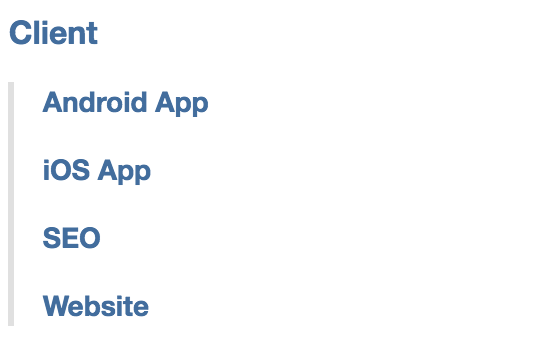 Client
Android App
iOS App
SEO
Website